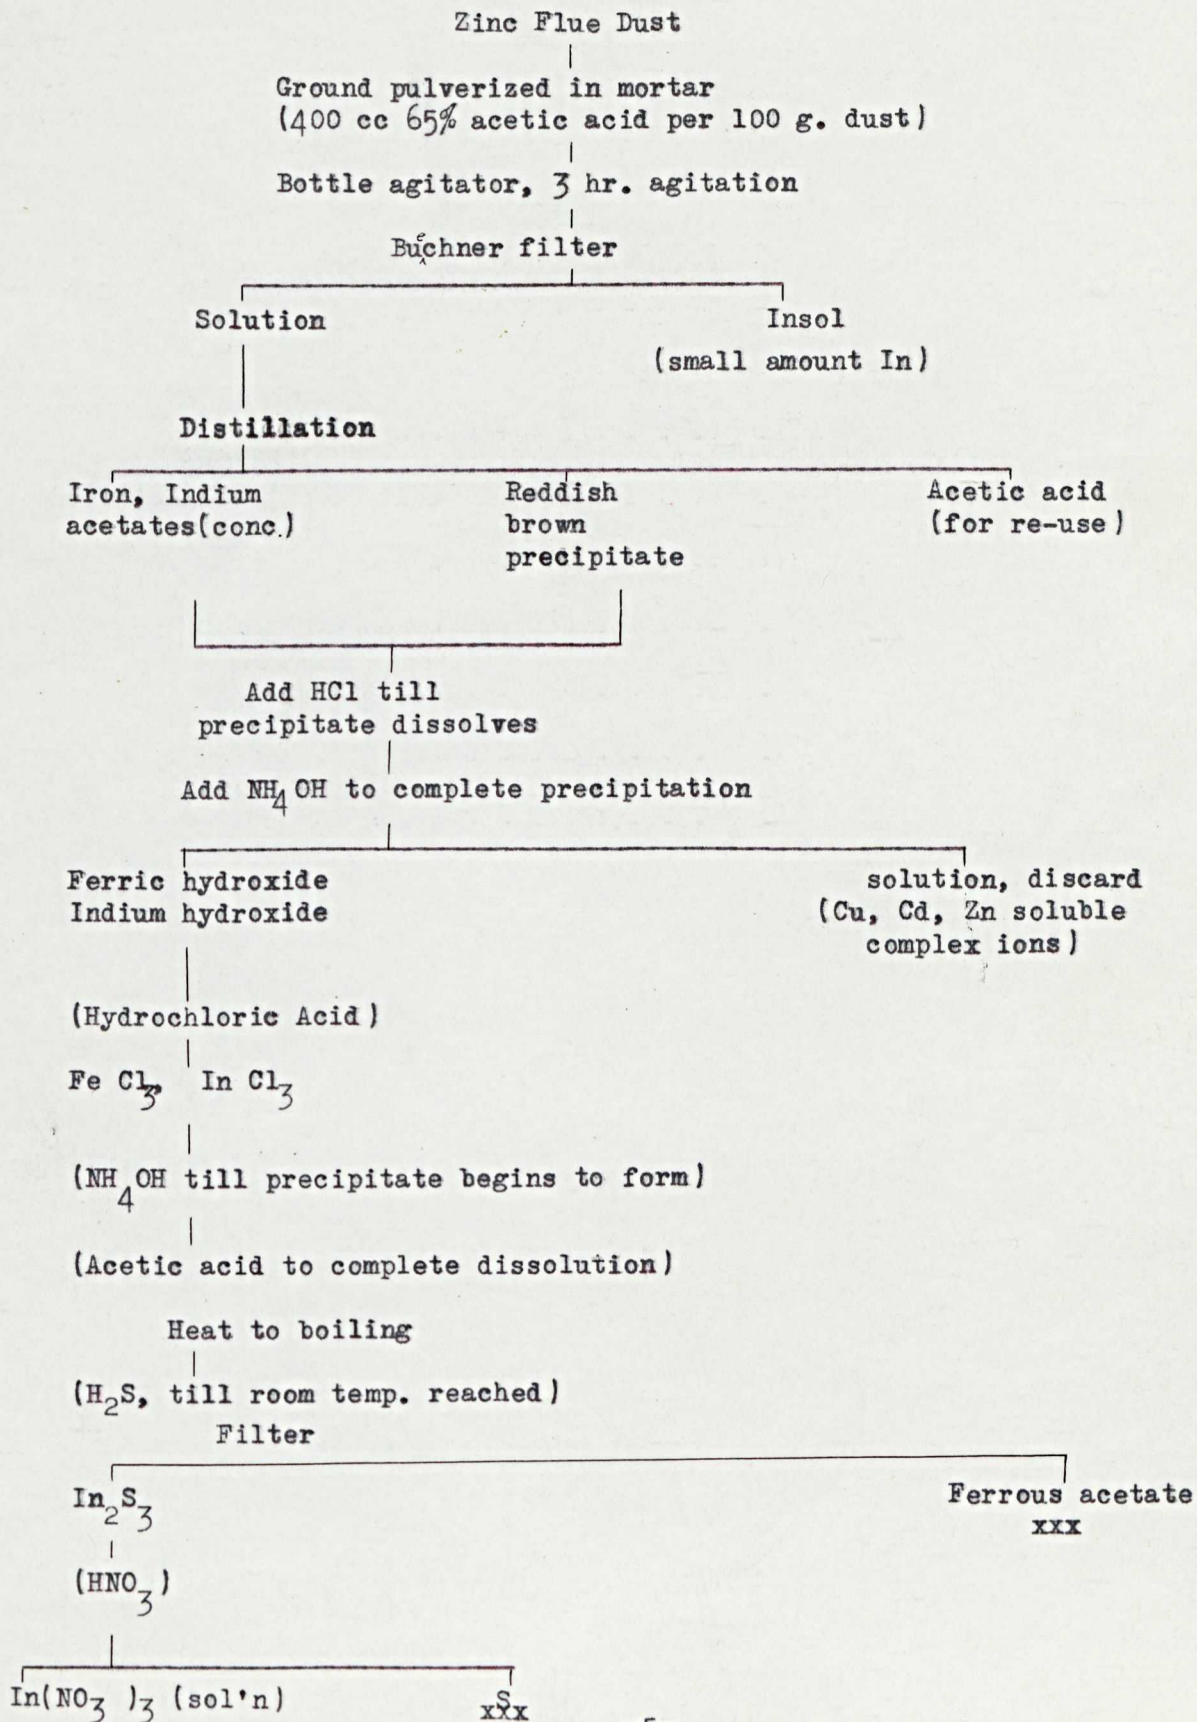 Zinc Flue Dust
Ground pulverized in mortar
(400 cc 65% acetic acid per 100 g. dust)
Bottle agitator, 3 hr. agitation
Buechner filter
Solution
Insol
(small amount In)
Distillation
Iron, Indium
acetates(conc.)
Reddish
brown
precipitate
Acetic acid
(for re-use)
Add HCl till
precipitate dissolves
Add NH4OH to complete precipitation
Ferric hydroxide
Indium hydroxide
solution, discard
(Cu, Cd, Zn soluble
complex ions)
(Hydrochloric Acid)
Fe Cl3, In Cl3
(NH4OH till precipitate begins to form)
(Acetic acid to complete dissolution)
Heat to boiling
(H2S, till room temp. reached)
Filter
In2S3
Ferrous acetate
xxx
(HNO3)
In(NO3)3 (sol'n)
S
xxx